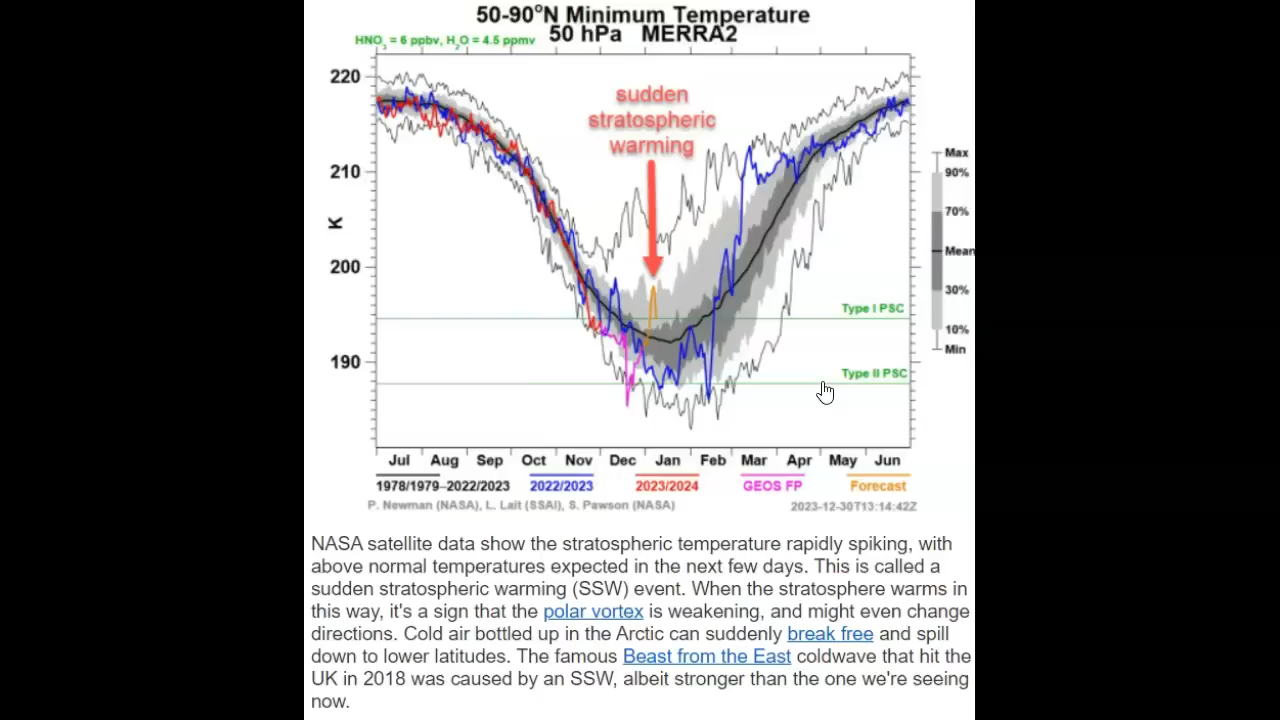 50-90°N Minimum Temperature
50 hPa MERRA2
HNO3 = 6 ppbv, H2O = 4.5 ppmv
220
210
200
190
K
sudden
stratospheric
warming
Type I PSC
Type II PSC
Max
90%
70%
Mean
30%
10%
Min
Jul Aug Sep Oct Nov Dec Jan Feb Mar Apr May Jun
1978/1979–2022/2023 2022/2023 2023/2024 GEOS FP Forecast
P. Newman (NASA), L. Lait (SSAI), S. Pawson (NASA) 2023-12-30T13:14:42Z
NASA satellite data show the stratospheric temperature rapidly spiking, with
above normal temperatures expected in the next few days. This is called a
sudden stratospheric warming (SSW) event. When the stratosphere warms in
this way, it's a sign that the polar vortex is weakening, and might even change
directions. Cold air bottled up in the Arctic can suddenly break free and spill
down to lower latitudes. The famous Beast from the East coldwave that hit the
UK in 2018 was caused by an SSW, albeit stronger than the one we're seeing
now.